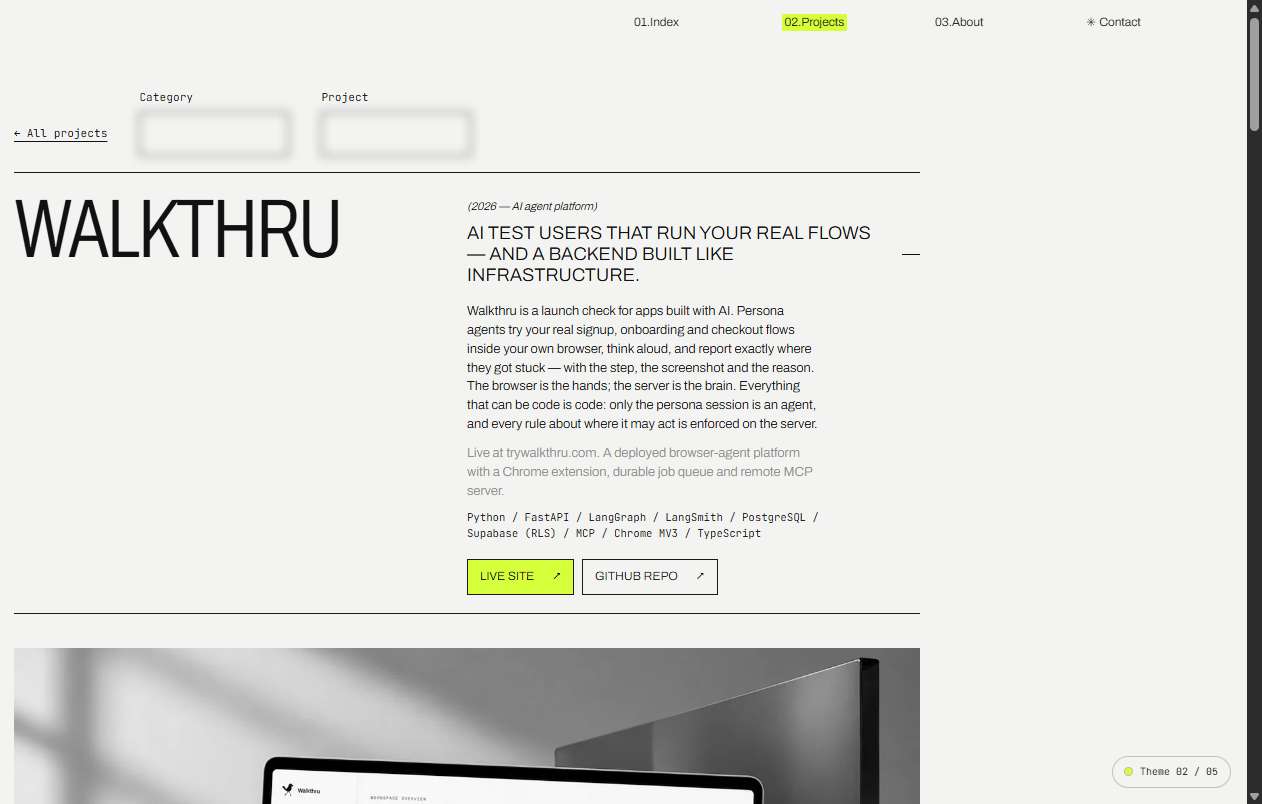 01.Index
02.Projects
03.About
✳ Contact
Category
Project
← All projects
WALKTHRU
(2026 — AI agent platform)
AI TEST USERS THAT RUN YOUR REAL FLOWS
— AND A BACKEND BUILT LIKE
INFRASTRUCTURE.
Walkthru is a launch check for apps built with AI. Persona
agents try your real signup, onboarding and checkout flows
inside your own browser, think aloud, and report exactly where
they got stuck — with the step, the screenshot and the reason.
The browser is the hands; the server is the brain. Everything
that can be code is code: only the persona session is an agent,
and every rule about where it may act is enforced on the server.
Live at trywalkthru.com. A deployed browser-agent platform
with a Chrome extension, durable job queue and remote MCP
server.
Python / FastAPI / LangGraph / LangSmith / PostgreSQL /
Supabase (RLS) / MCP / Chrome MV3 / TypeScript
LIVE SITE ↗
GITHUB REPO ↗
Walkthru
WORKSPACE OVERVIEW
Theme 02 / 05